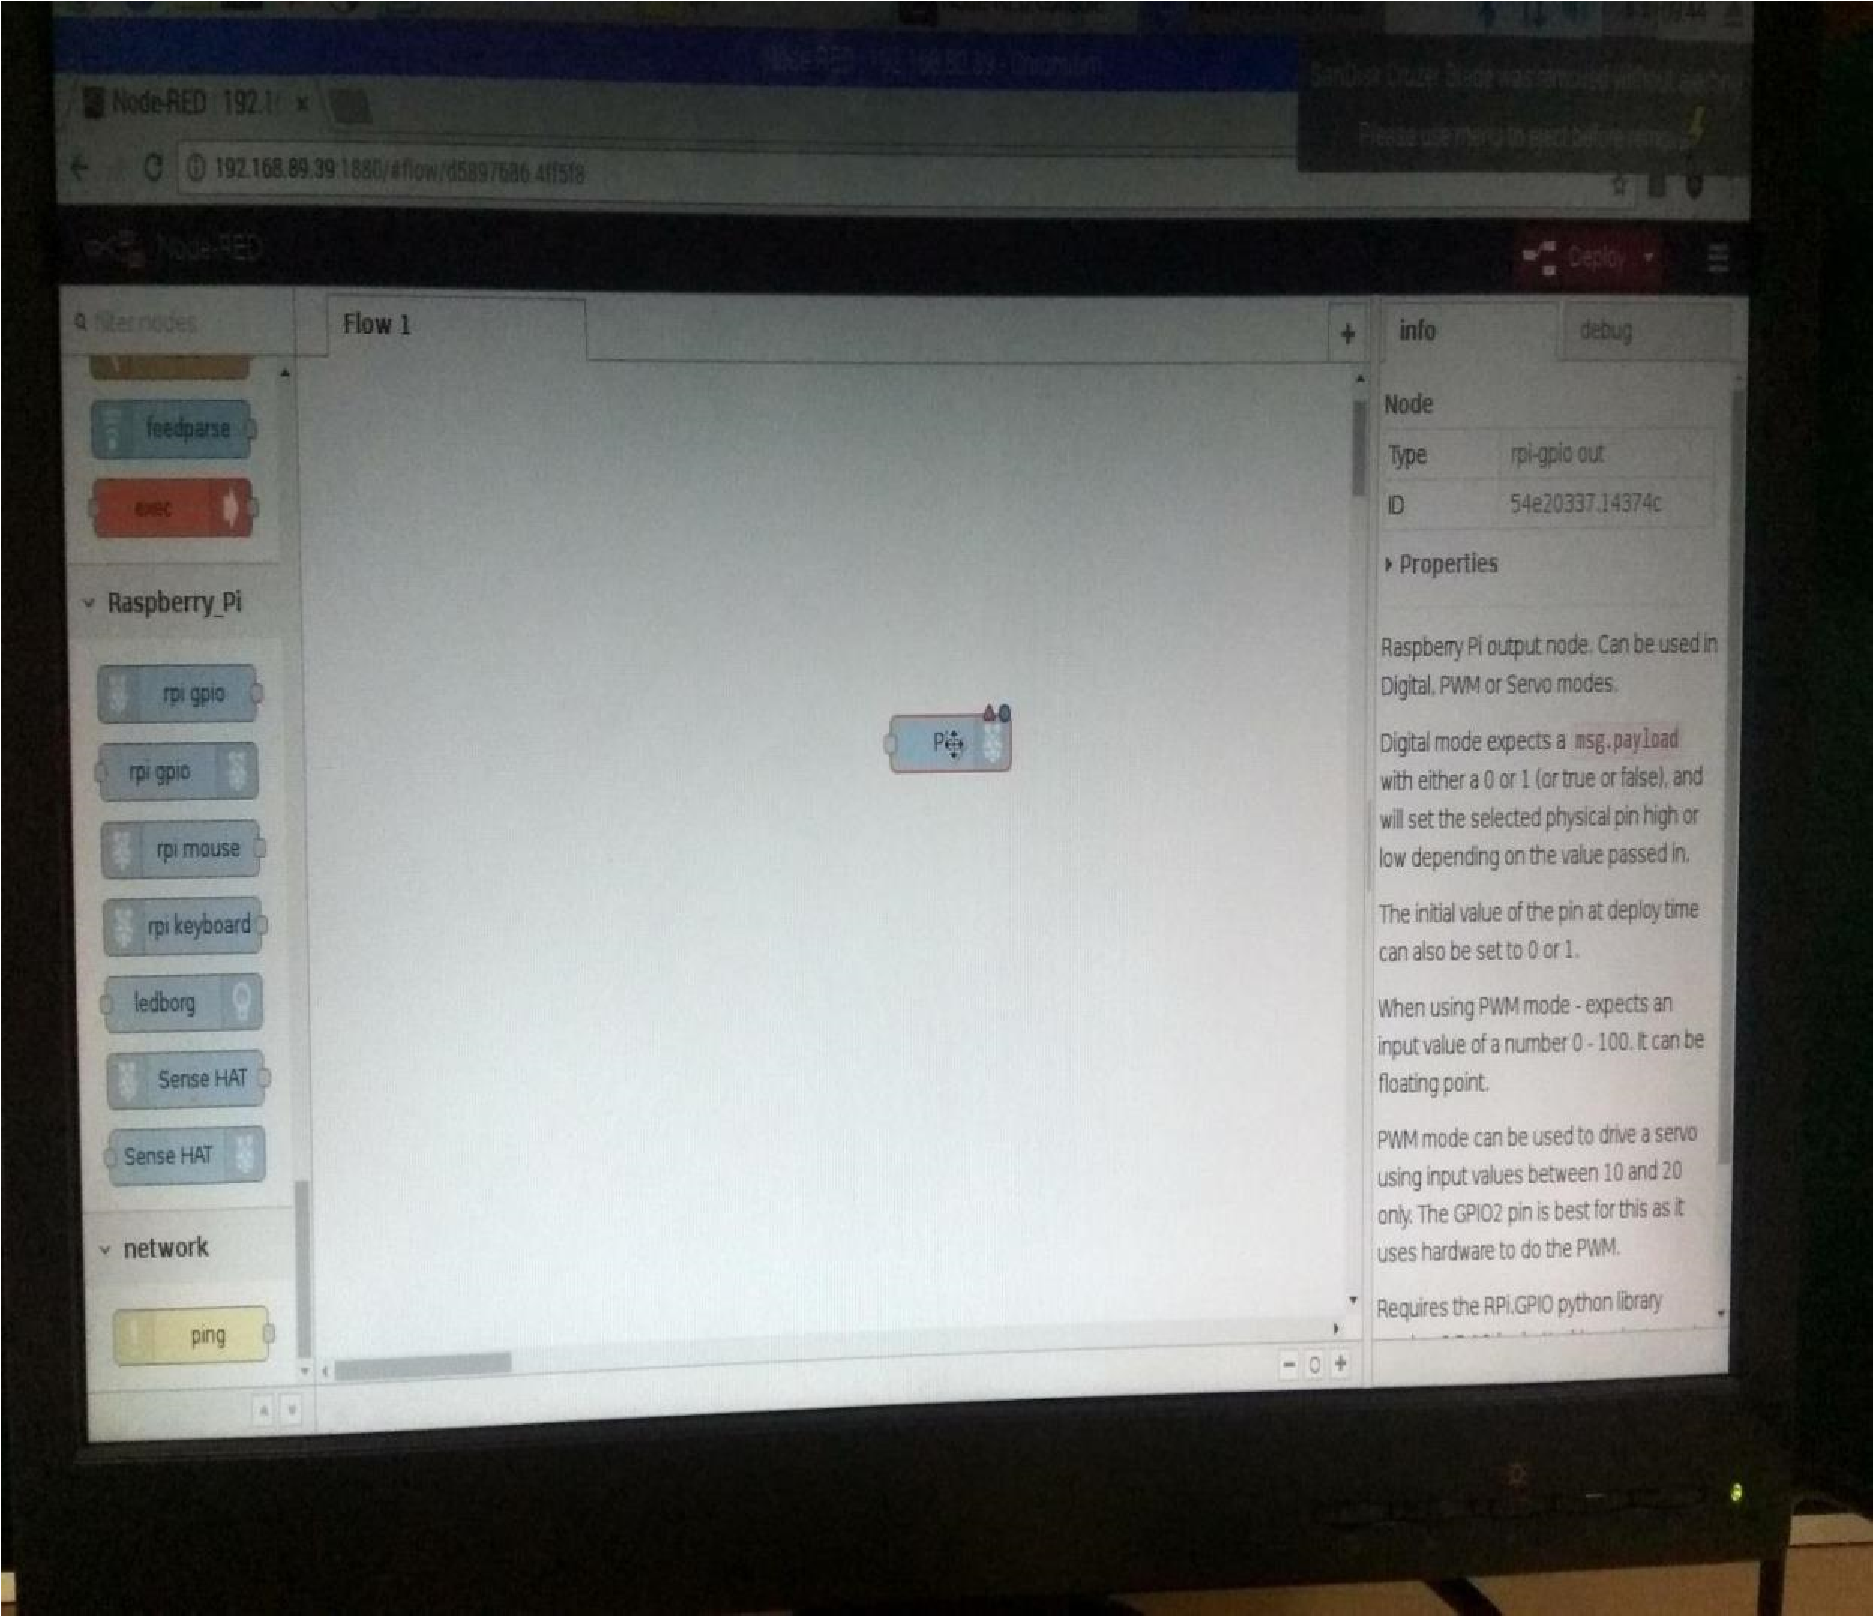 Node-RED : 192.1
192.168.89.39:1880/#flow/d5897686.4ff5f8
Please use menu to eject before
Node-RED
Deploy
filter nodes
Flow 1
info
debug
feedparse
exec
Raspberry_Pi
rpi gpio
rpi gpio
rpi mouse
rpi keyboard
ledborg
Sense HAT
Sense HAT
network
ping
Node
Type
rpi-gpio out
ID
54e20337.14374c
Properties
Raspberry Pi output node. Can be used in
Digital, PWM or Servo modes.
Digital mode expects a msg.payload
with either a 0 or 1 (or true or false), and
will set the selected physical pin high or
low depending on the value passed in.
The initial value of the pin at deploy time
can also be set to 0 or 1.
When using PWM mode - expects an
input value of a number 0 - 100. It can be
floating point.
PWM mode can be used to drive a servo
using input values between 10 and 20
only. The GPIO2 pin is best for this as it
uses hardware to do the PWM.
Requires the RPi.GPIO python library